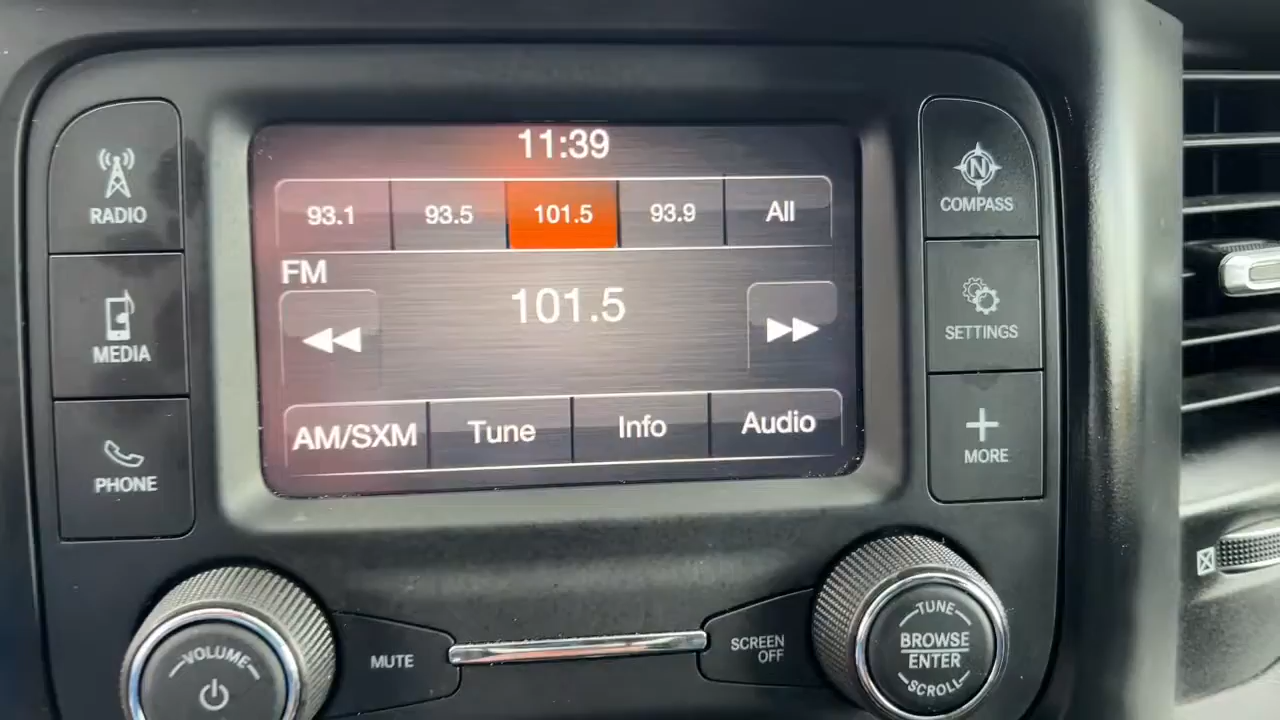 11:39
93.1
93.5
101.5
93.9
All
FM
101.5
AM/SXM
Tune
Info
Audio
RADIO
MEDIA
PHONE
N
COMPASS
SETTINGS
MORE
VOLUME
MUTE
SCREEN
OFF
TUNE
BROWSE
ENTER
SCROLL